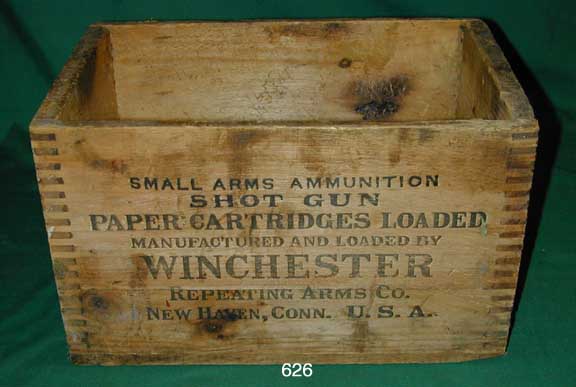 SMALL ARMS AMMUNITION
SHOT GUN
PAPER CARTRIDGES LOADED
MANUFACTURED AND LOADED BY
WINCHESTER
REPEATING ARMS CO.
NEW HAVEN, CONN. U.S.A.
626